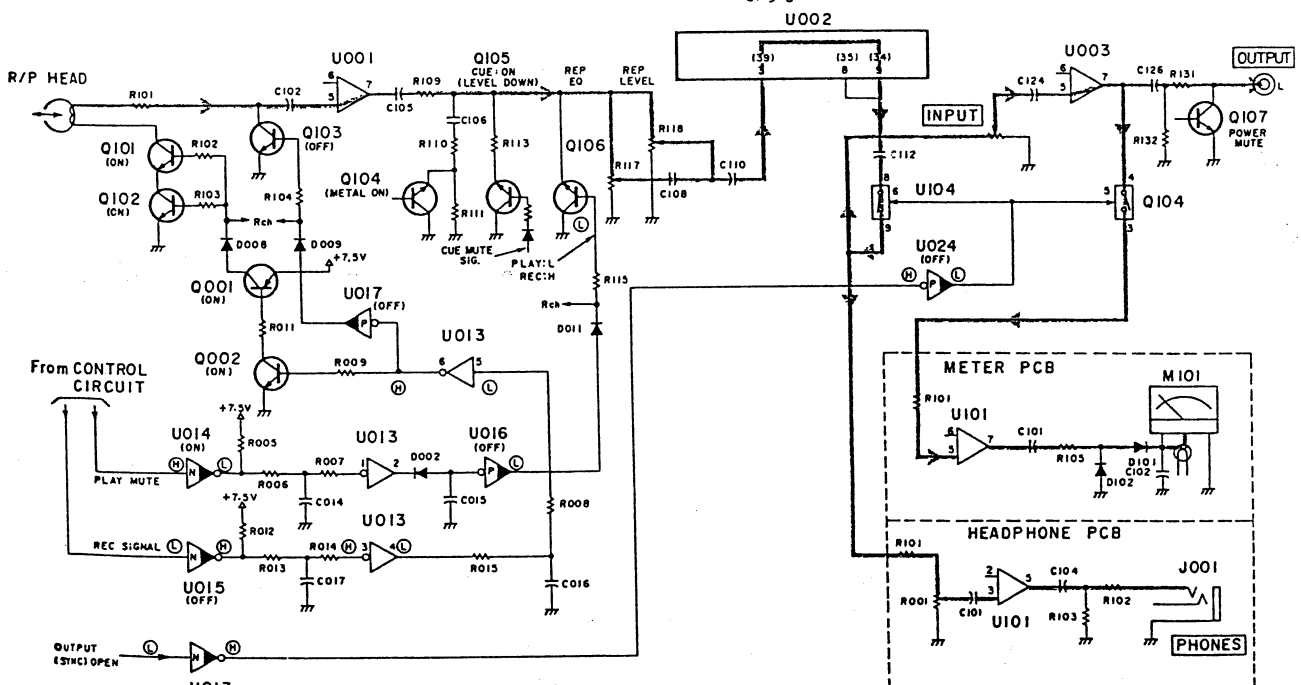 U002
(39) (35) (34)
3 8 9
R/P HEAD
R101
C102
U001
6
5
7
C105
R109
Q105
CUE: ON
(LEVEL DOWN)
REP
EQ
REP
LEVEL
U003
6
5
7
C124
C126
R131
OUTPUT
L
Q107
POWER
MUTE
R132
INPUT
Q103
(OFF)
Q101
(ON)
R102
Q102
(ON)
R103
R104
Rch
D008
D009
+7.5V
Q001
(ON)
C106
R110
R113
Q106
Q104
(METAL ON)
R111
CUE MUTE
SIG.
L
PLAY:L
REC:H
R118
R117
C108
C110
C112
8
6
9
U104
4
5
3
Q104
U024
(OFF)
H
P
L
R115
Rch
D011
U017
(OFF)
P
R011
Q002
(ON)
R009
U013
6
5
H
L
From CONTROL
CIRCUIT
+7.5V
U014
(ON)
R005
H
N
L
PLAY MUTE
R006
R007
C014
U013
1
2
D002
C015
U016
(OFF)
P
L
R008
+7.5V
R012
REC SIGNAL
L
N
H
U015
(OFF)
R013
R014
H
C017
U013
3
4
L
R015
C016
OUTPUT
(SYNC) OPEN
L
N
H
METER PCB
M101
R101
U101
6
5
7
C101
R105
D102
D101
C102
HEADPHONE PCB
R101
R001
C101
2
3
5
U101
C104
R103
R102
J001
PHONES